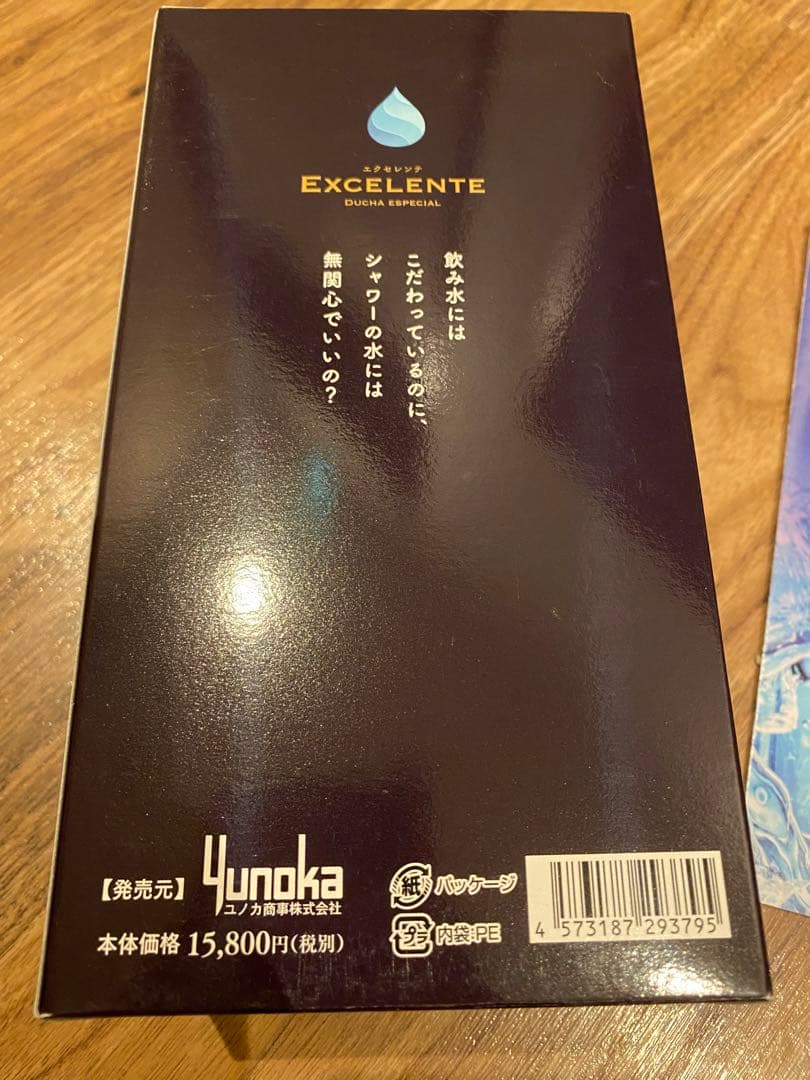 エクセレンテ
EXCELENTE
DUCHA ESPECIAL
飲み水には
こだわっているのに、
シャワーの水には
無関心でいいの？
【発売元】 yunoka
ユノカ商事株式会社
本体価格 15,800円(税別)
紙 パッケージ
プラ 内袋:PE
4 573187 293795